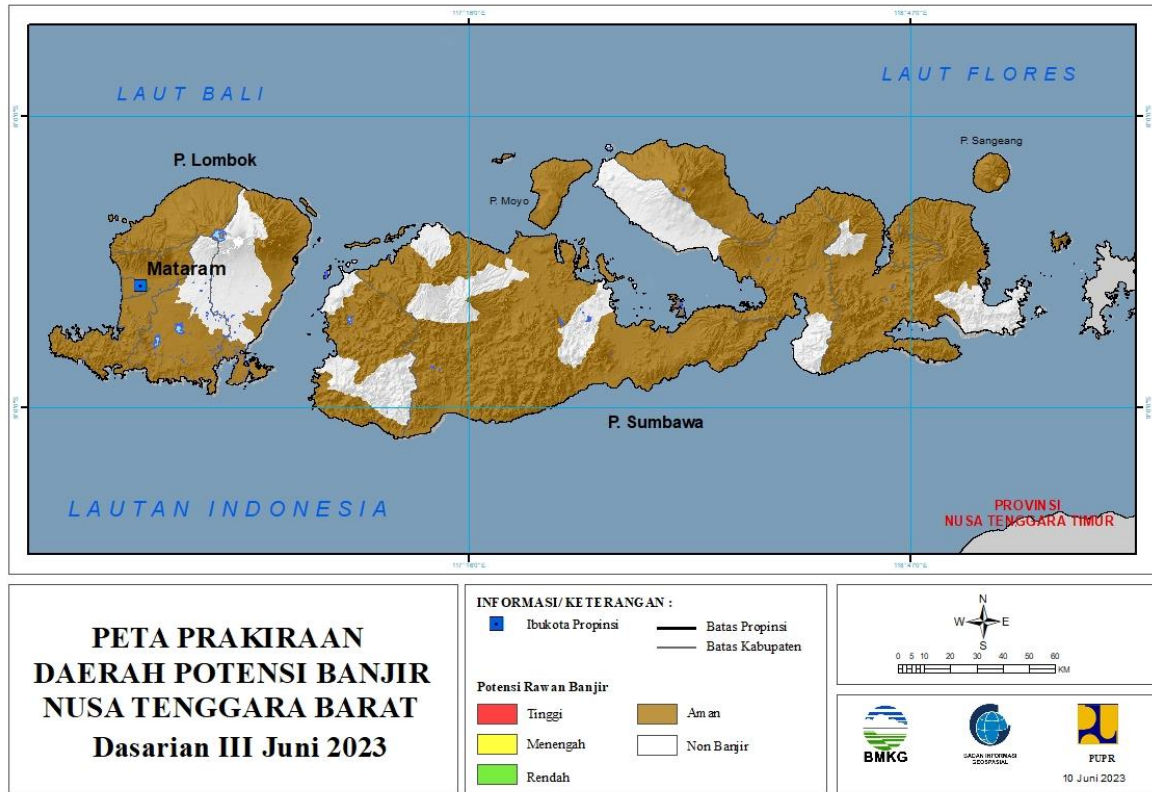 LAUT BALI
LAUT FLORES
P. Sangeang
P. Lombok
P. Moyo
Mataram
P. Sumbawa
LAUTAN INDONESIA
PROVINSI
NUSA TENGGARA TIMUR
PETA PRAKIRAAN
DAERAH POTENSI BANJIR
NUSA TENGGARA BARAT
Dasarian III Juni 2023
INFORMASI/ KETERANGAN :
Ibukota Propinsi
Batas Propinsi
Batas Kabupaten
Potensi Rawan Banjir
Tinggi
Aman
Menengah
Non Banjir
Rendah
N
W E
S
0 5 10 20 30 40 50 60
KM
BMKG
BADAN INFORMASI
GEOSPASIAL
PUPR
10 Juni 2023